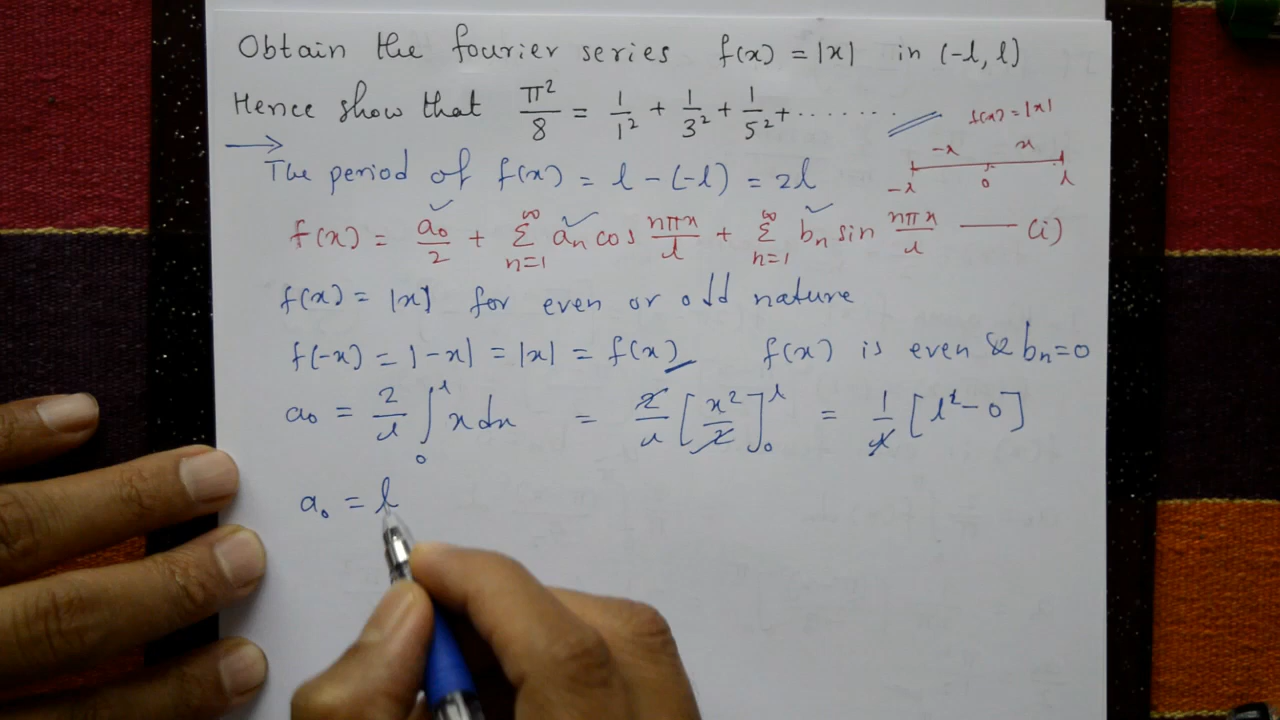 Obtain the fourier series f(x) = |x| in (-l, l)
Hence show that π²/8 = 1/1² + 1/3² + 1/5² + ........
f(x) = |x|
-x x
-l 0 l
The period of f(x) = l - (-l) = 2l
f(x) = a₀/2 + Σ_{n=1}^{∞} aₙ cos nπx/l + Σ_{n=1}^{∞} bₙ sin nπx/l —— (i)
f(x) = |x| for even or odd nature
f(-x) = |-x| = |x| = f(x) f(x) is even & bₙ = 0
a₀ = 2/l ∫₀^l x dx = 2/l [x²/2]₀^l = 1/l [l² - 0]
a₀ = l